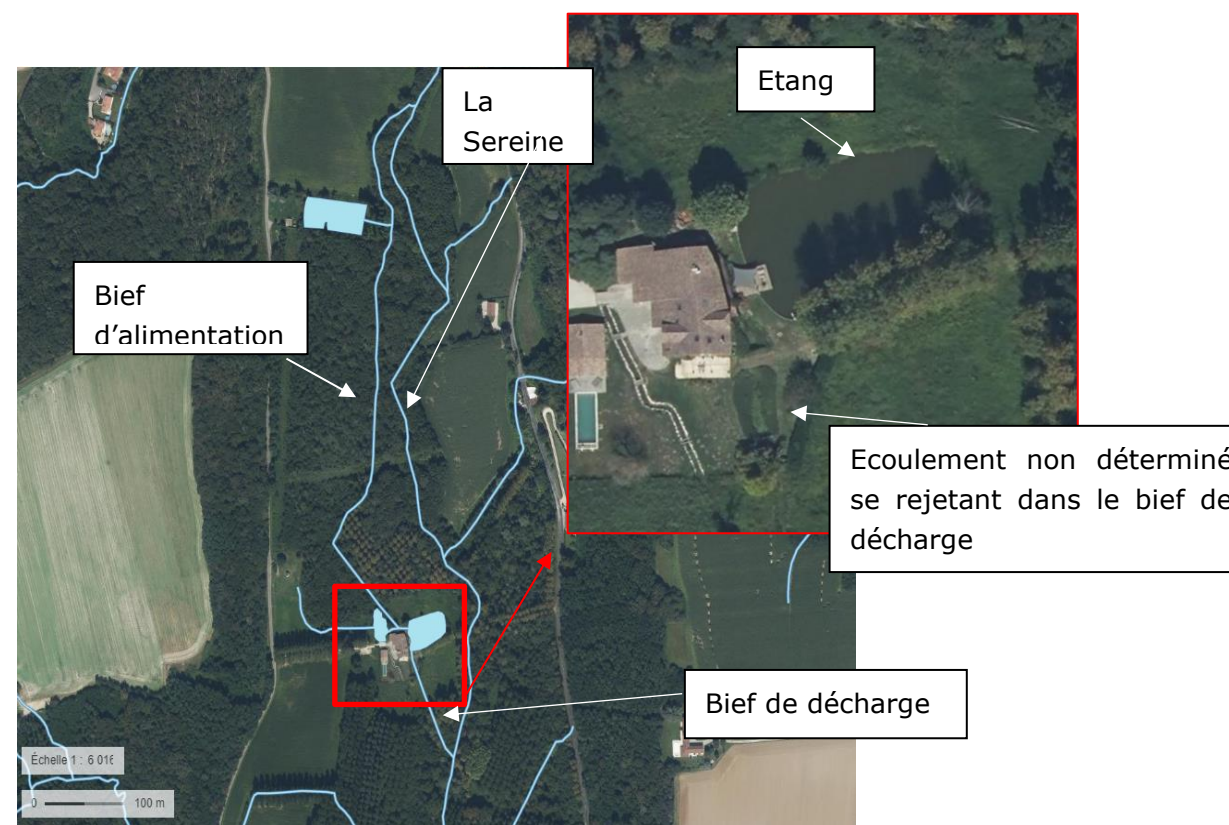 La
Sereine
Etang
Bief
d’alimentation
Ecoulement non déterminé
se rejetant dans le bief de
décharge
Bief de décharge
Échelle 1 : 6 016
0 100 m